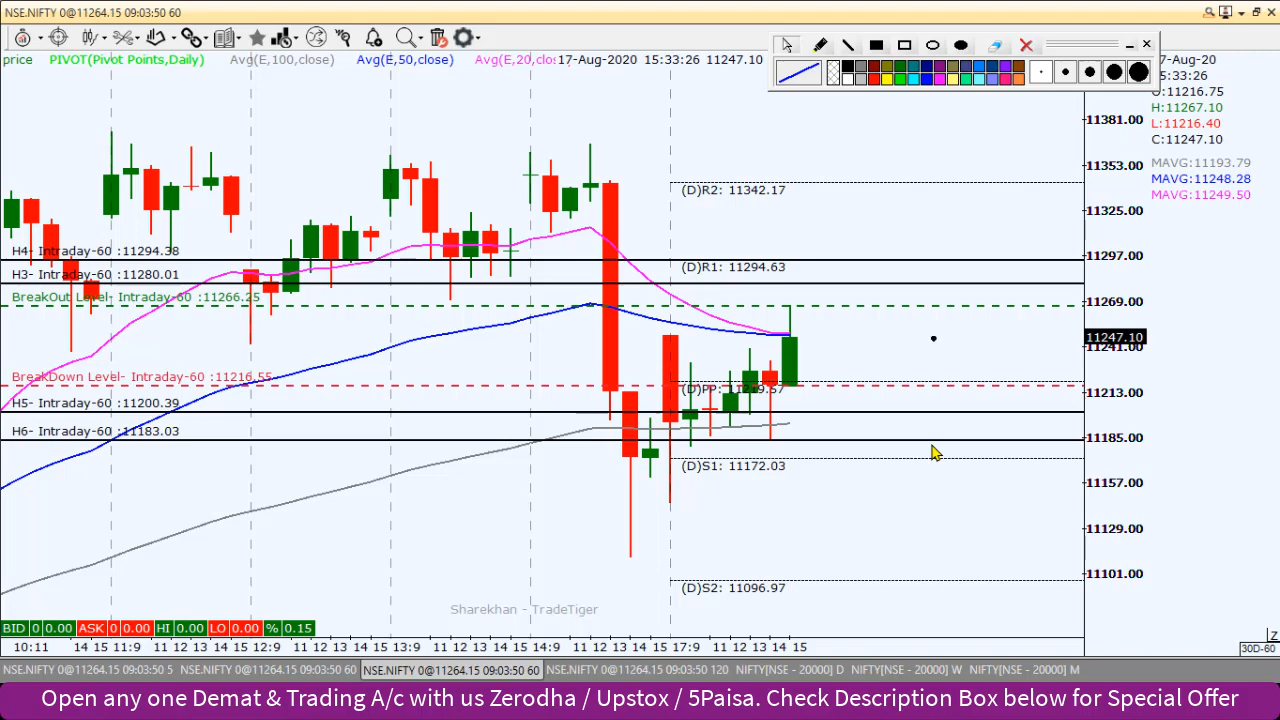 NSE.NIFTY 0@11264.15 09:03:50 60
price PIVOT(Pivot Points,Daily) Avg(E,100,close) Avg(E,50,close) Avg(E,20,clos 17-Aug-2020 15:33:26 11247.10
17-Aug-20
15:33:26
O:11216.75
H:11267.10
L:11216.40
C:11247.10
MAVG:11193.79
MAVG:11248.28
MAVG:11249.50
11381.00
11353.00
11325.00
11297.00
11269.00
11247.10
11241.00
11213.00
11185.00
11157.00
11129.00
11101.00
(D)R2: 11342.17
H4- Intraday-60 :11294.38
(D)R1: 11294.63
H3- Intraday-60 :11280.01
BreakOut Level- Intraday-60 :11266.25
BreakDown Level- Intraday-60 :11216.55
(D)PP: 11219.57
H5- Intraday-60 :11200.39
H6- Intraday-60 :11183.03
(D)S1: 11172.03
(D)S2: 11096.97
Sharekhan - TradeTiger
BID 0 0.00 ASK 0 0.00 HI 0.00 LO 0.00 % 0.15
10:11 14 15 11:9 11 12 13 14 12:9 11 12 13 14 15 13:9 11 12 13 14 14:9 11 12 13 14 15 17:9 11 12 13 14 15
Z
30D-60
NSE.NIFTY 0@11264.15 09:03:50 5 NSE.NIFTY 0@11264.15 09:03:50 60 NSE.NIFTY 0@11264.15 09:03:50 60 NSE.NIFTY 0@11264.15 09:03:50 120 NIFTY[NSE - 20000] D NIFTY[NSE - 20000] W NIFTY[NSE - 20000] M
Open any one Demat & Trading A/c with us Zerodha / Upstox / 5Paisa. Check Description Box below for Special Offer